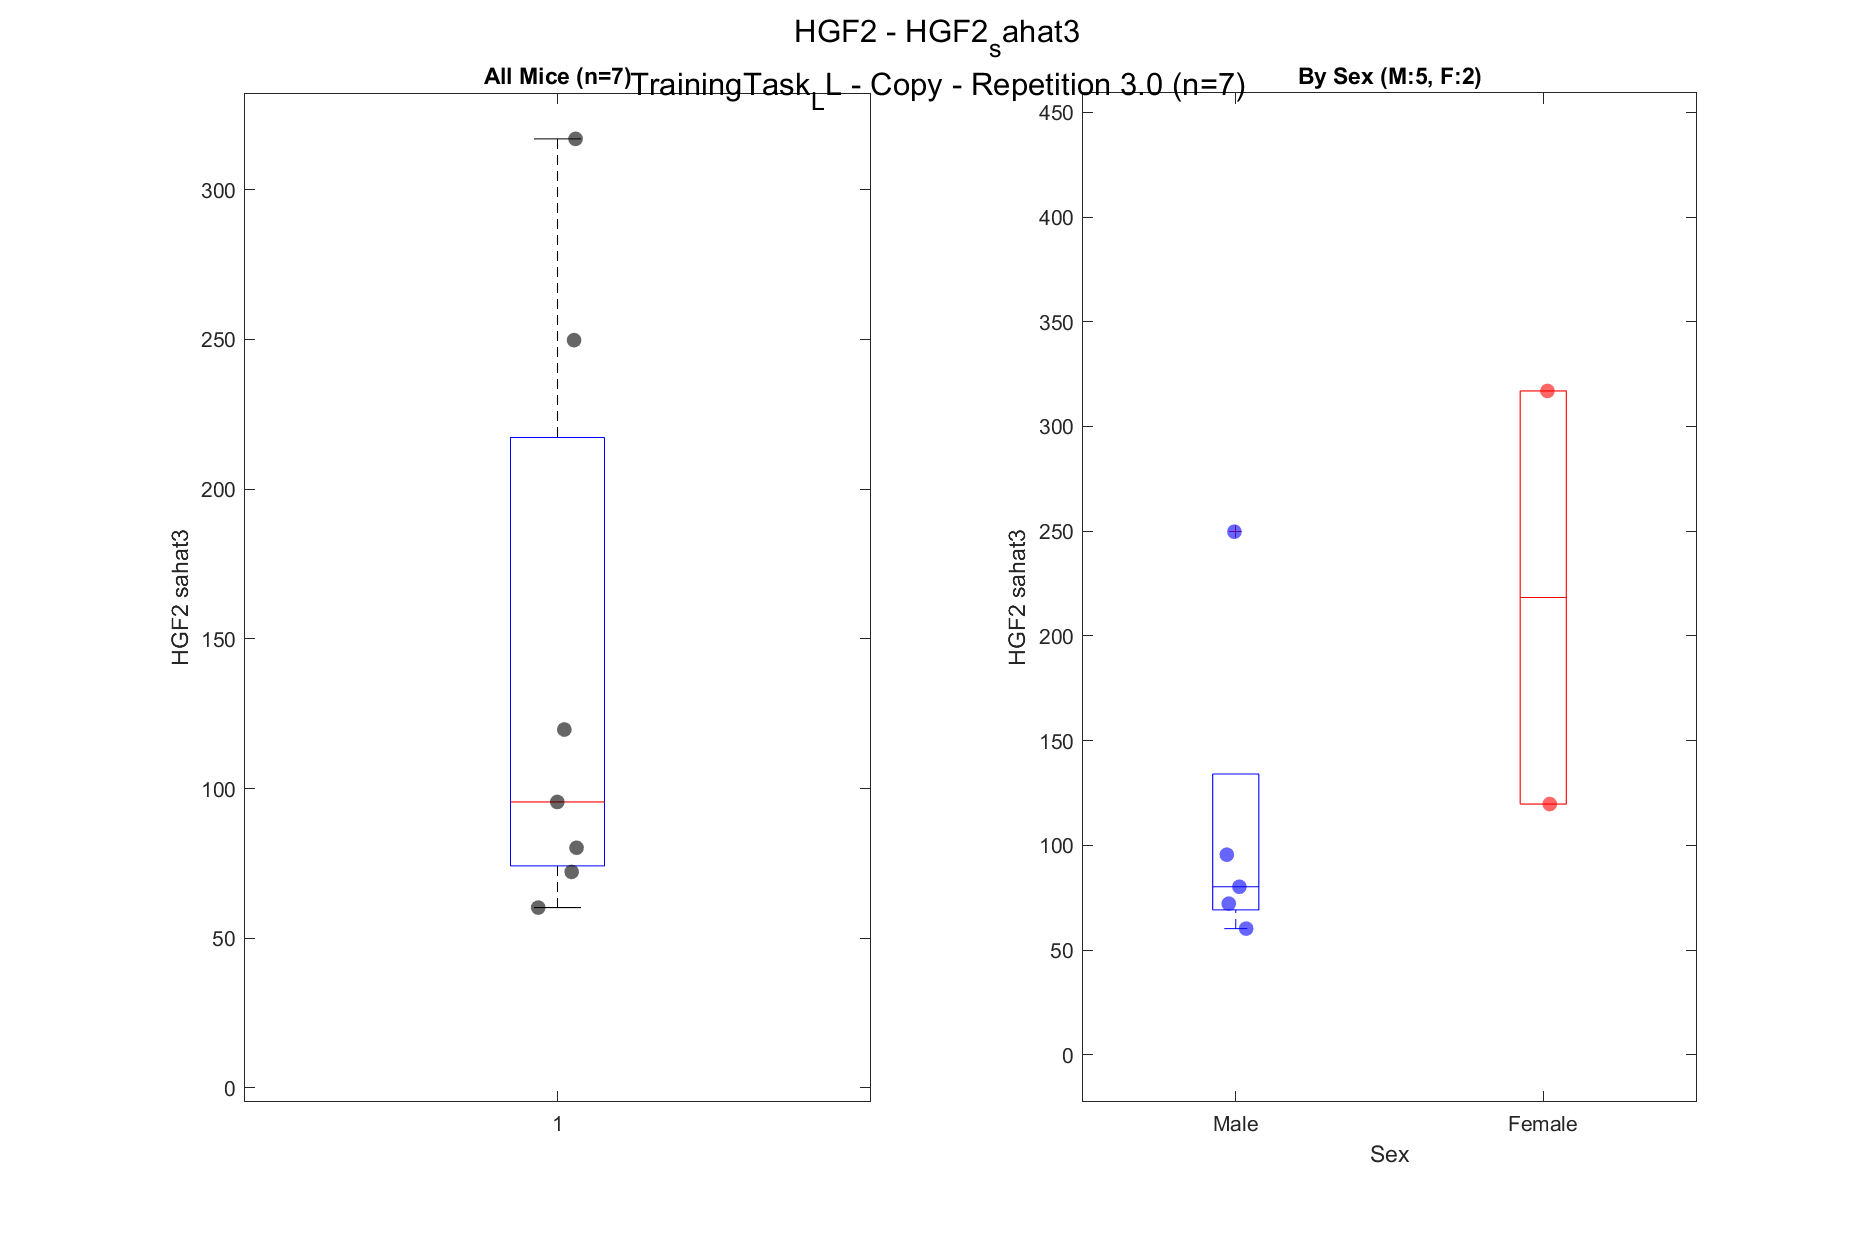 HGF2 - HGF2sahat3
TrainingTaskLL - Copy - Repetition 3.0 (n=7)
All Mice (n=7)
300
250
200
150
100
50
0
HGF2 sahat3
1
By Sex (M:5, F:2)
450
400
350
300
250
200
150
100
50
0
HGF2 sahat3
Male Female
Sex